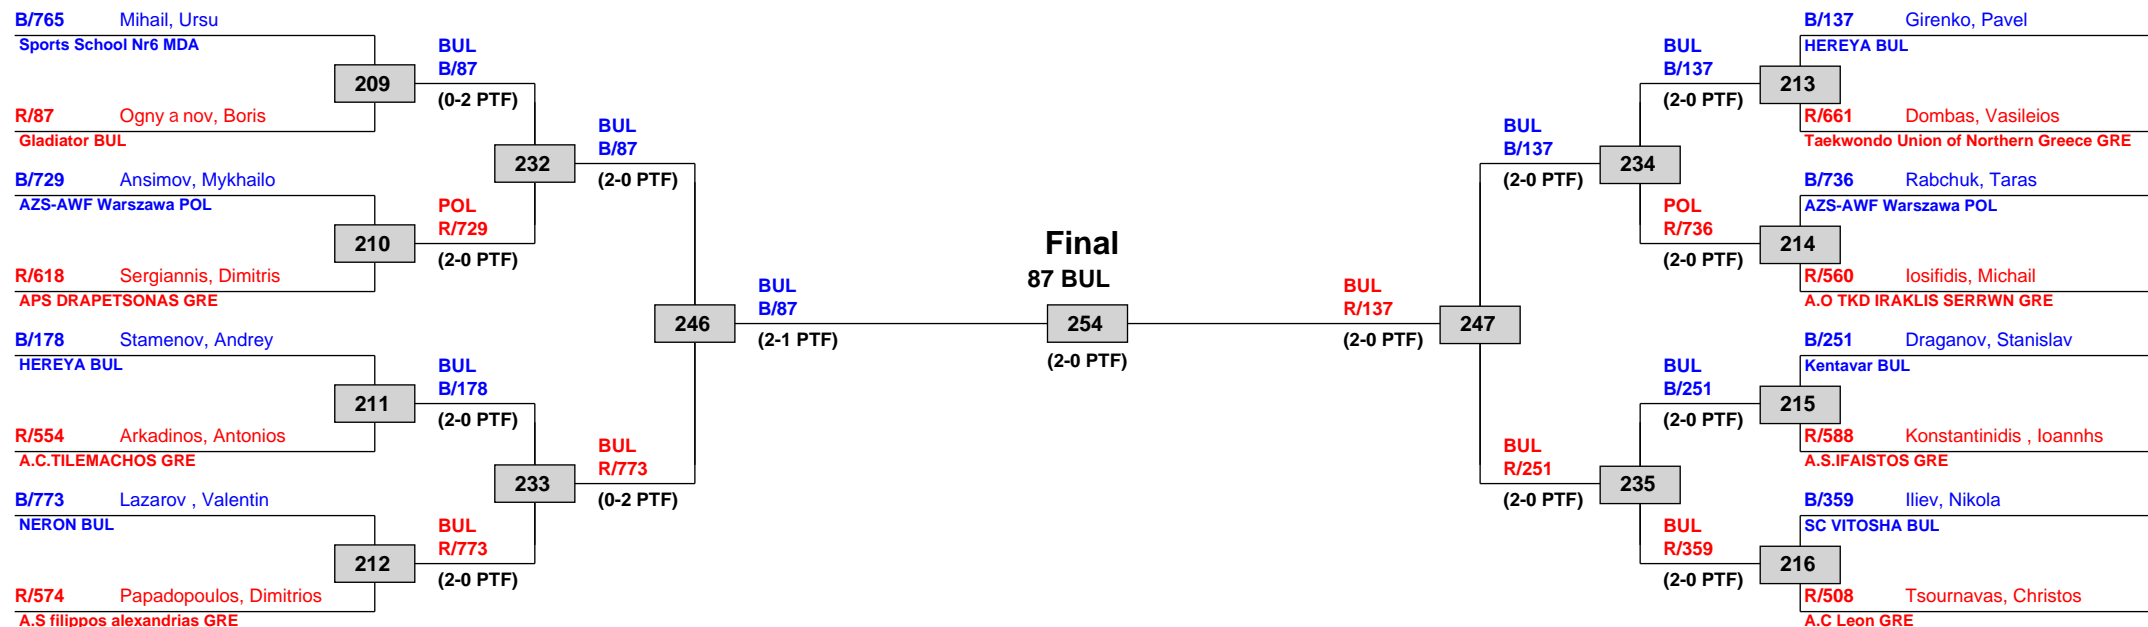 B/765 Mihail, Ursu
Sports School Nr6 MDA
209
BUL
B/87
(0-2 PTF)
R/87 Ogny a nov, Boris
Gladiator BUL
232
BUL
B/87
(2-0 PTF)
B/729 Ansimov, Mykhailo
AZS-AWF Warszawa POL
210
POL
R/729
(2-0 PTF)
R/618 Sergiannis, Dimitris
APS DRAPETSONAS GRE
246
BUL
B/87
(2-1 PTF)
B/178 Stamenov, Andrey
HEREYA BUL
211
BUL
B/178
(2-0 PTF)
R/554 Arkadinos, Antonios
A.C.TILEMACHOS GRE
233
BUL
R/773
(0-2 PTF)
B/773 Lazarov , Valentin
NERON BUL
212
BUL
R/773
(2-0 PTF)
R/574 Papadopoulos, Dimitrios
A.S filippos alexandrias GRE
Final
87 BUL
254
(2-0 PTF)
B/137 Girenko, Pavel
HEREYA BUL
BUL
B/137
(2-0 PTF)
213
R/661 Dombas, Vasileios
Taekwondo Union of Northern Greece GRE
BUL
B/137
(2-0 PTF)
234
B/736 Rabchuk, Taras
AZS-AWF Warszawa POL
POL
R/736
(2-0 PTF)
214
R/560 Iosifidis, Michail
A.O TKD IRAKLIS SERRWN GRE
BUL
R/137
(2-0 PTF)
247
B/251 Draganov, Stanislav
Kentavar BUL
BUL
B/251
(2-0 PTF)
215
R/588 Konstantinidis , Ioannhs
A.S.IFAISTOS GRE
BUL
R/251
(2-0 PTF)
235
B/359 Iliev, Nikola
SC VITOSHA BUL
BUL
R/359
(2-0 PTF)
216
R/508 Tsournavas, Christos
A.C Leon GRE